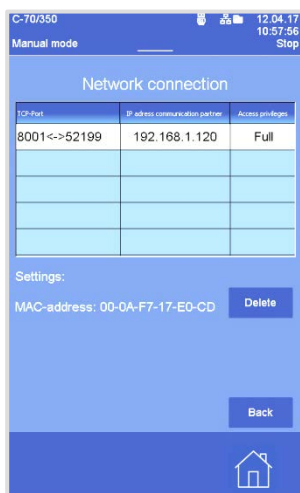 C-70/350
12.04.17
10:57:56
Manual mode
Stop
Network connection
TCP-Port
IP adress communication partner
Access privileges
8001<->52199
192.168.1.120
Full
Settings:
MAC-address: 00-0A-F7-17-E0-CD
Delete
Back